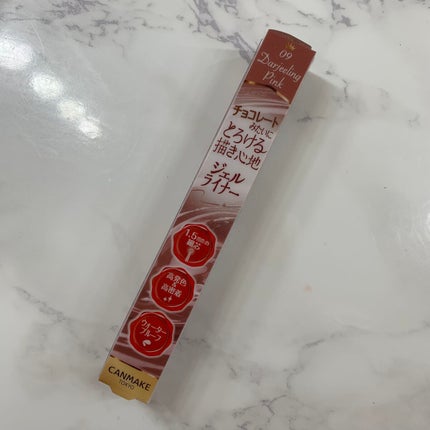 09
Darjeeling
Pink
チョコレート
みたいに
とろける
描き心地
ジェル
ライナー
1.5mmの
細芯
高発色
&
高密着
ウォーター
プルーフ
CANMAKE
TOKYO